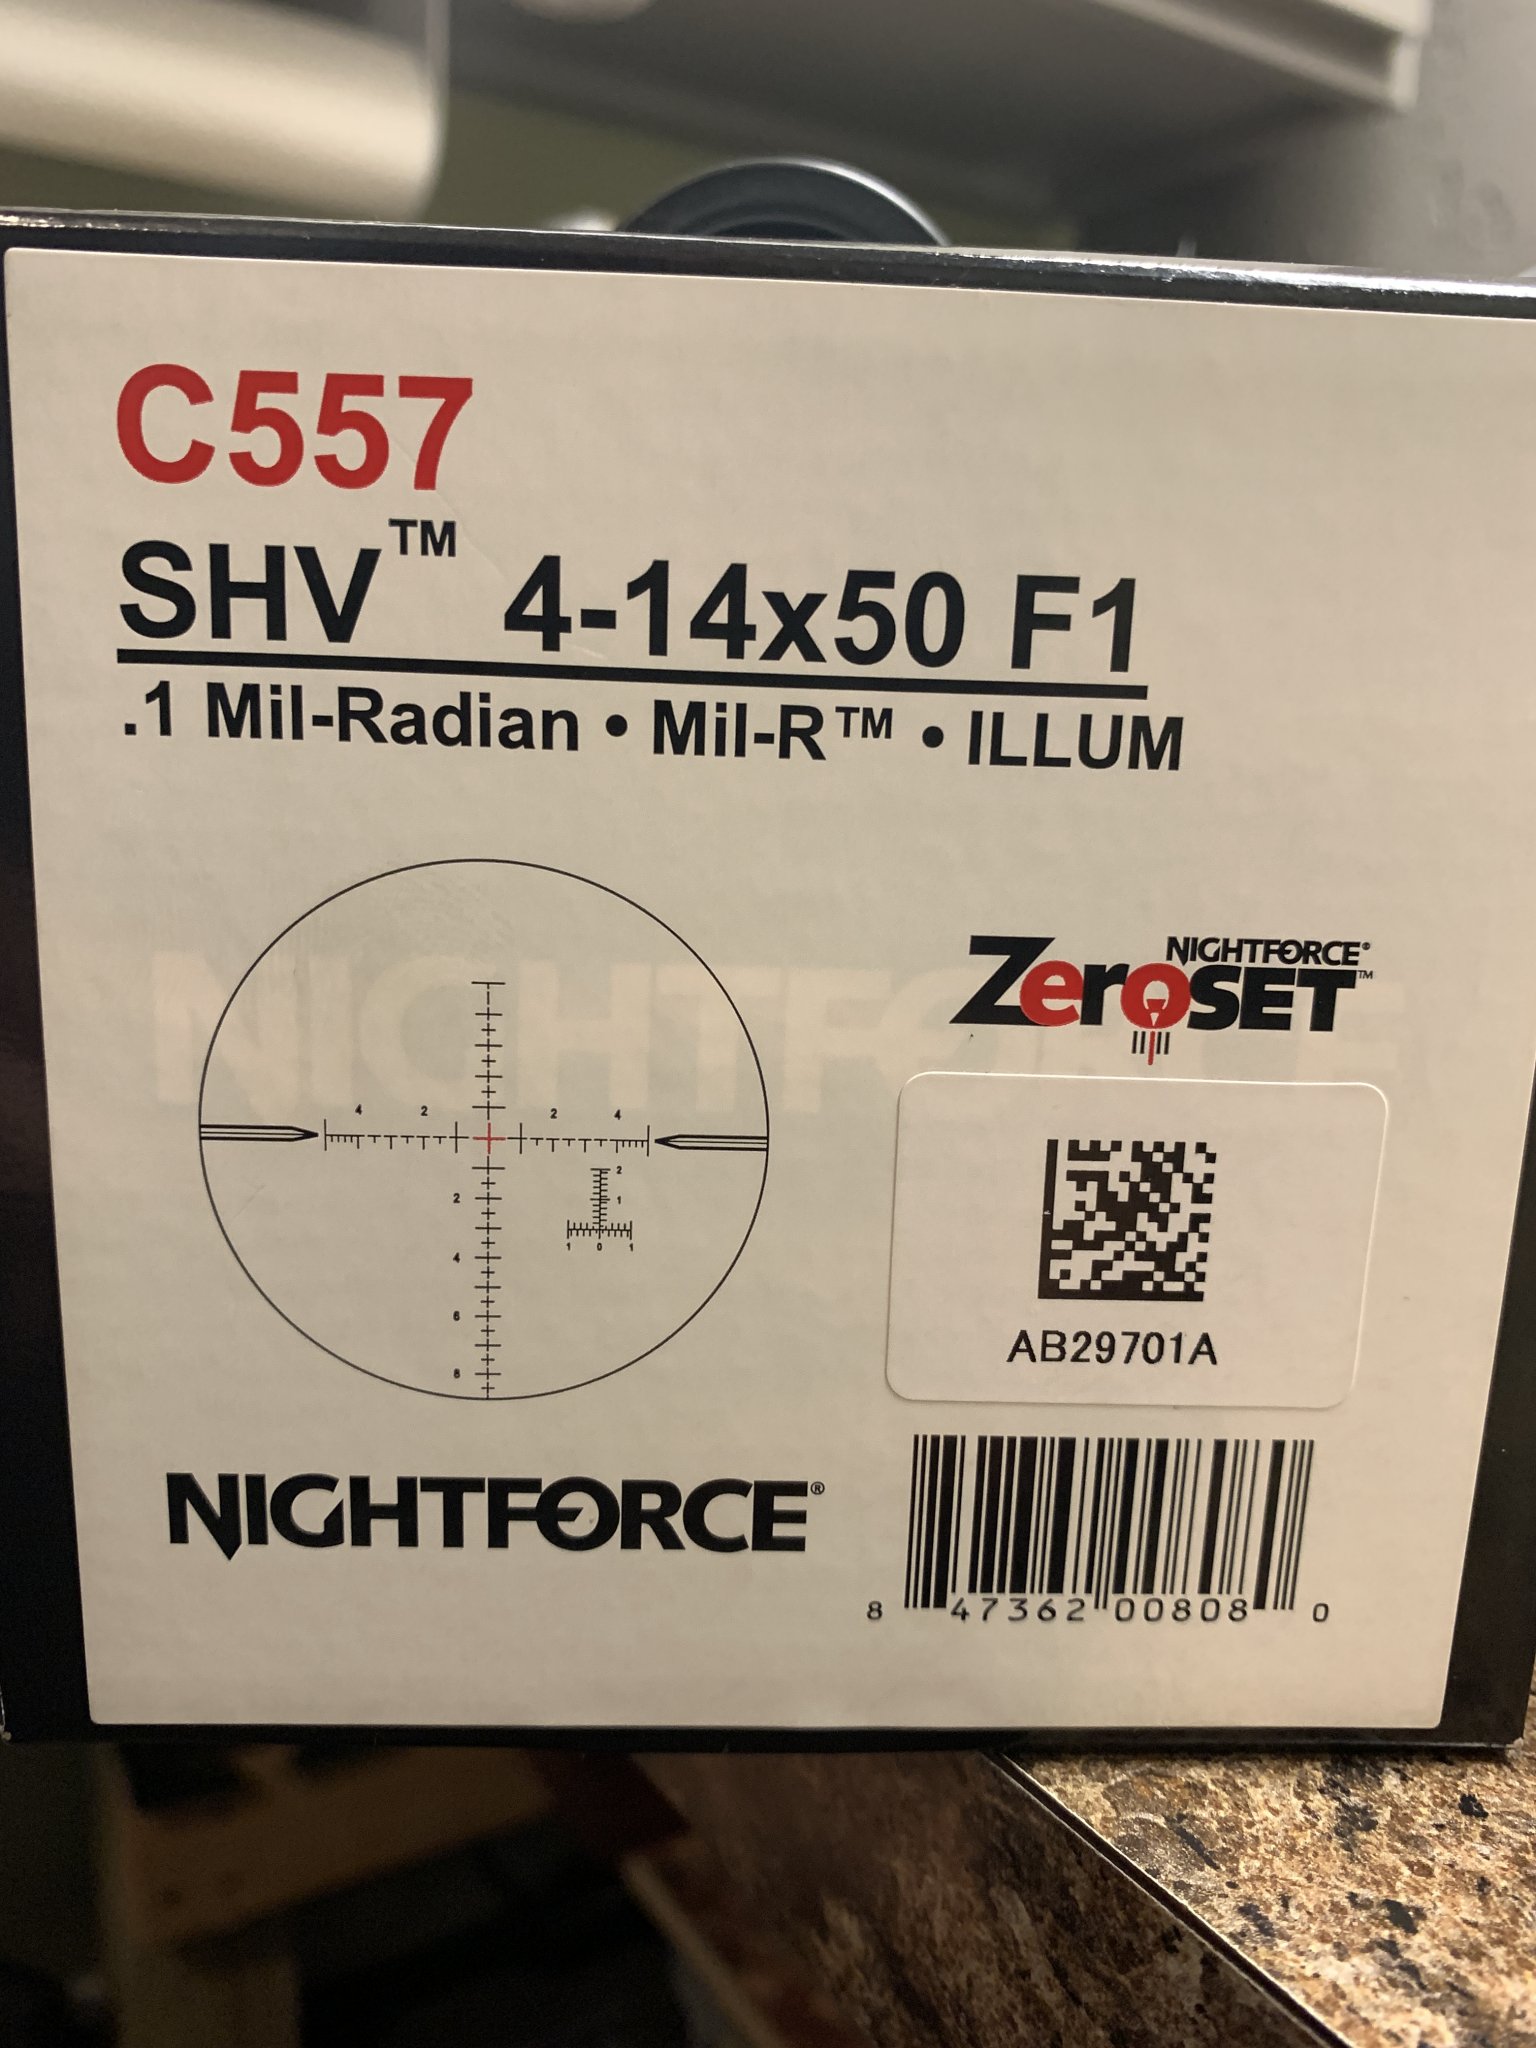 C557
SHV™ 4-14x50 F1
.1 Mil-Radian • Mil-R™ • ILLUM
NIGHTFORCE
4 2 2 4
2
1
1 0 1
2
4
6
8
NIGHTFORCE®
ZeroSET™
AB29701A
NIGHTFORCE®
8 47362 00808 0